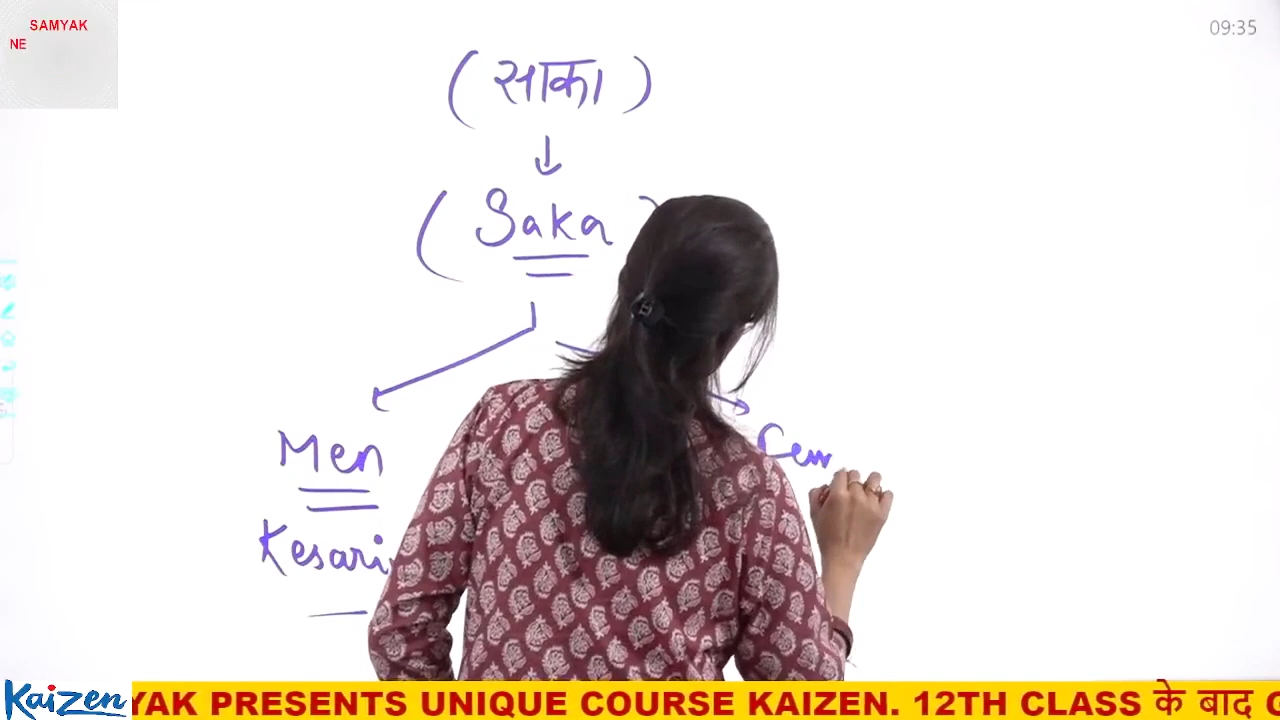 SAMYAK
NE
09:35
( साका )
( Saka )
Men
Kesari
Kaizen
YAK PRESENTS UNIQUE COURSE KAIZEN. 12TH CLASS के बाद